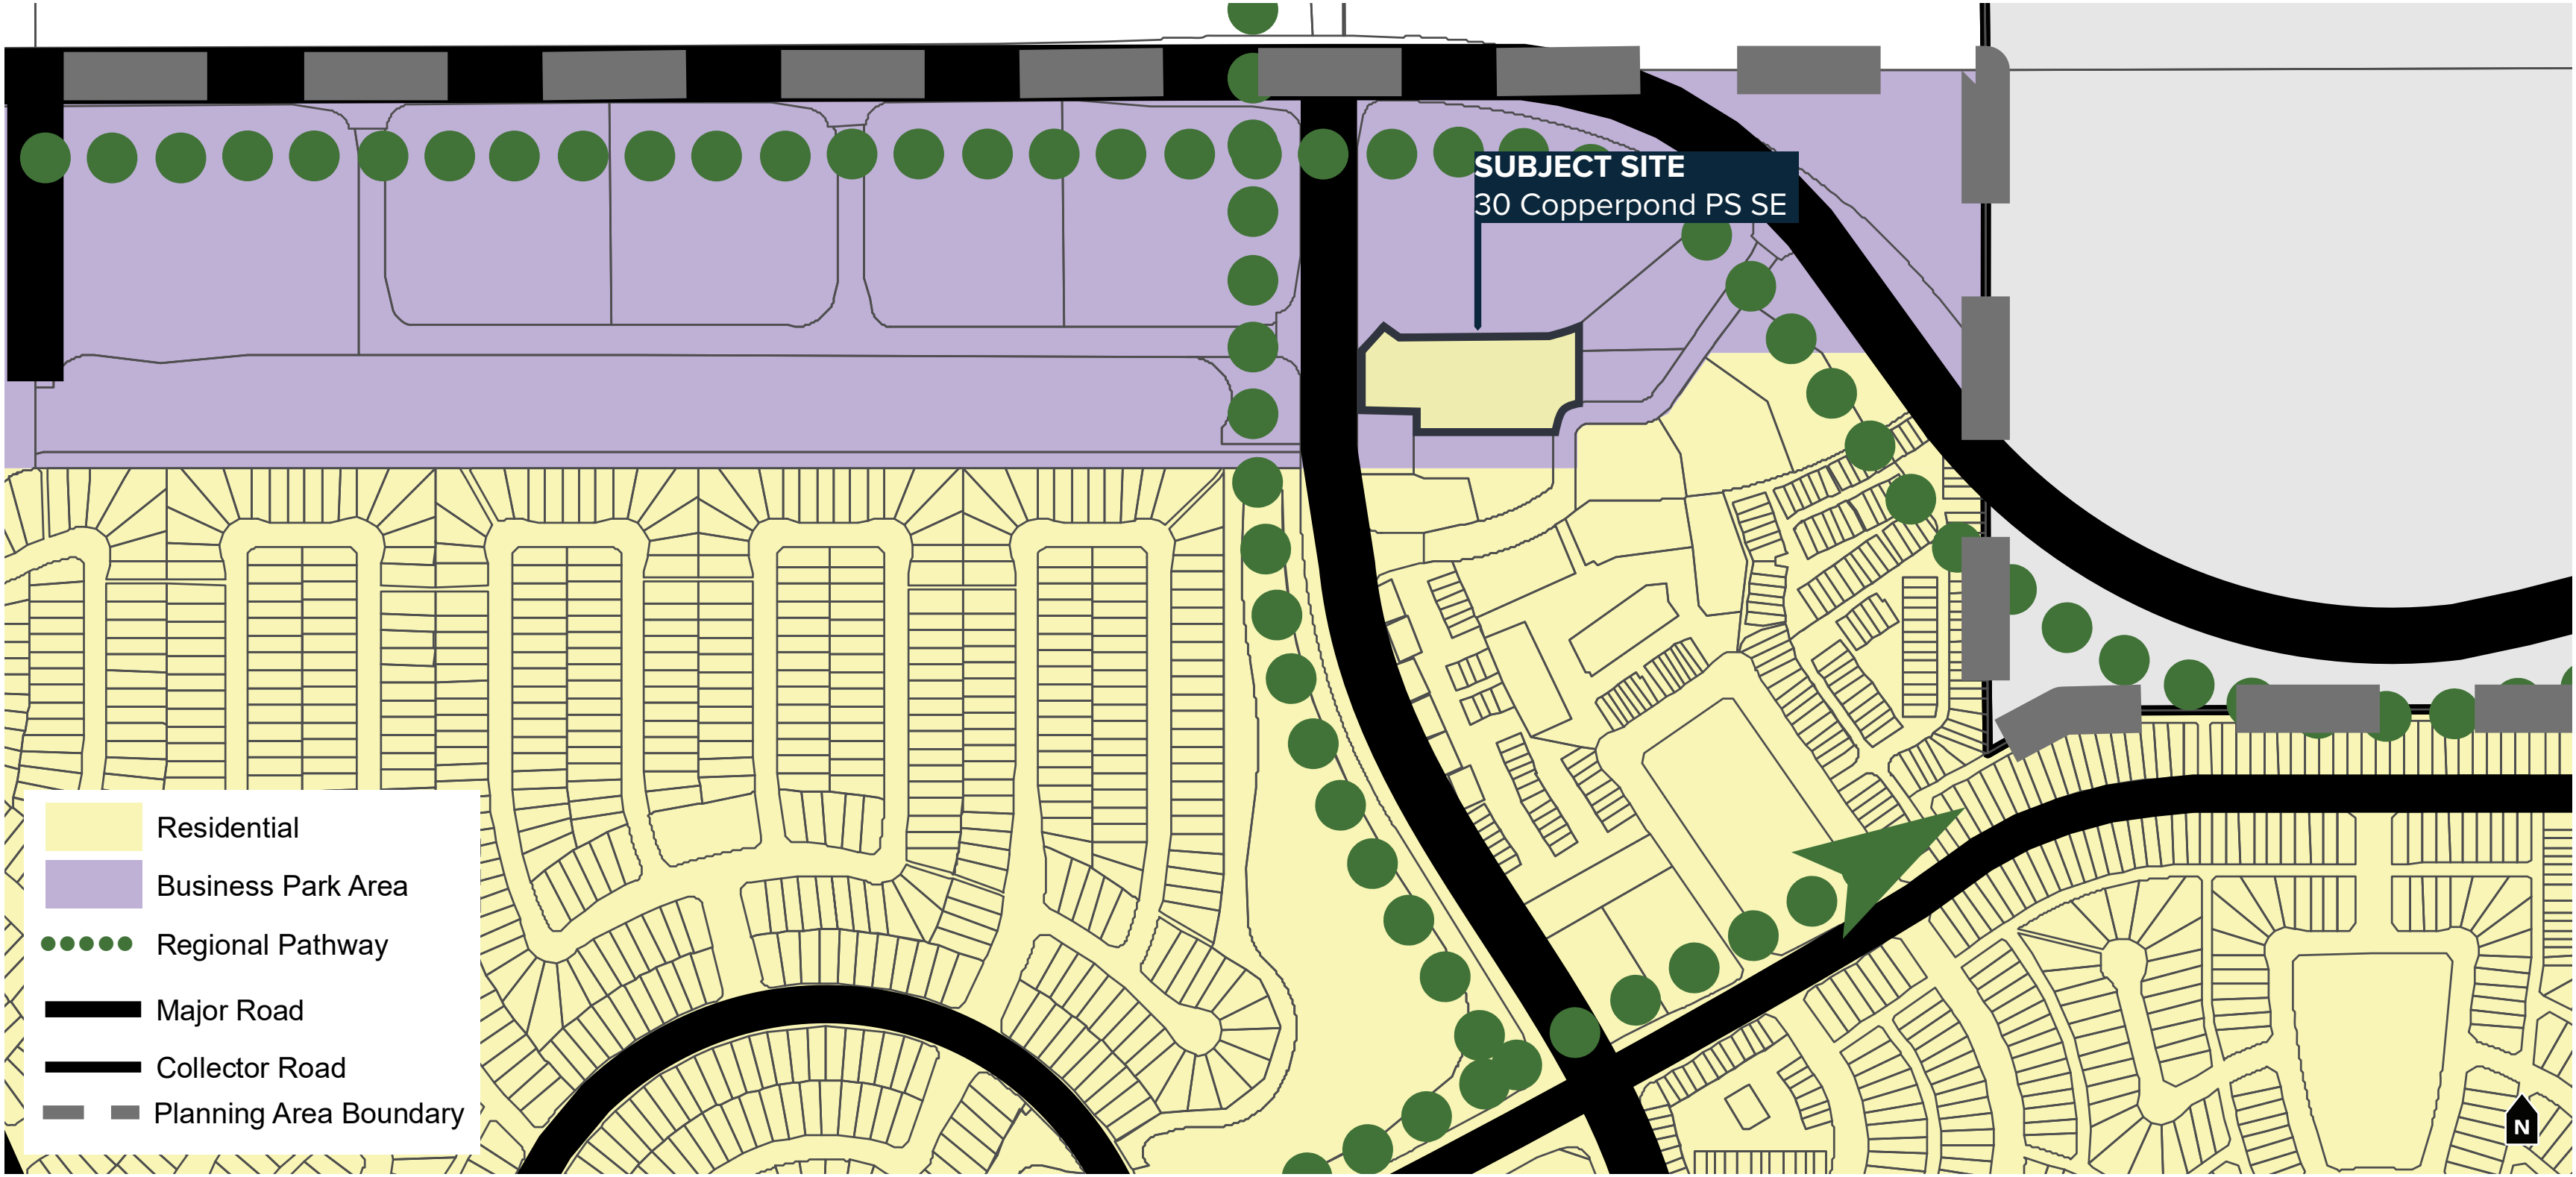 SUBJECT SITE
30 Copperpond PS SE
Residential
Business Park Area
Regional Pathway
Major Road
Collector Road
Planning Area Boundary
N